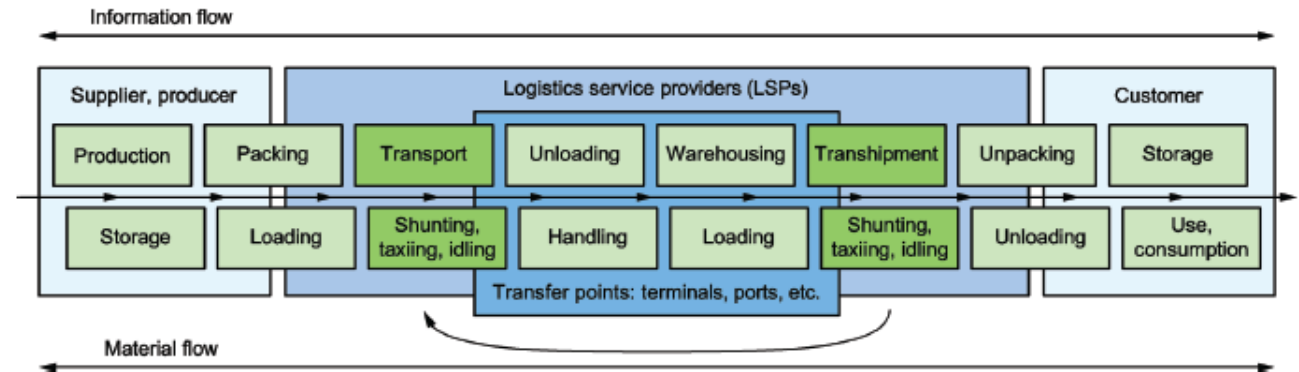 Information flow
Supplier, producer
Logistics service providers (LSPs)
Customer
Production
Packing
Transport
Unloading
Warehousing
Transhipment
Unpacking
Storage
Storage
Loading
Shunting,
taxiing, idling
Handling
Loading
Shunting,
taxiing, idling
Unloading
Use,
consumption
Transfer points: terminals, ports, etc.
Material flow